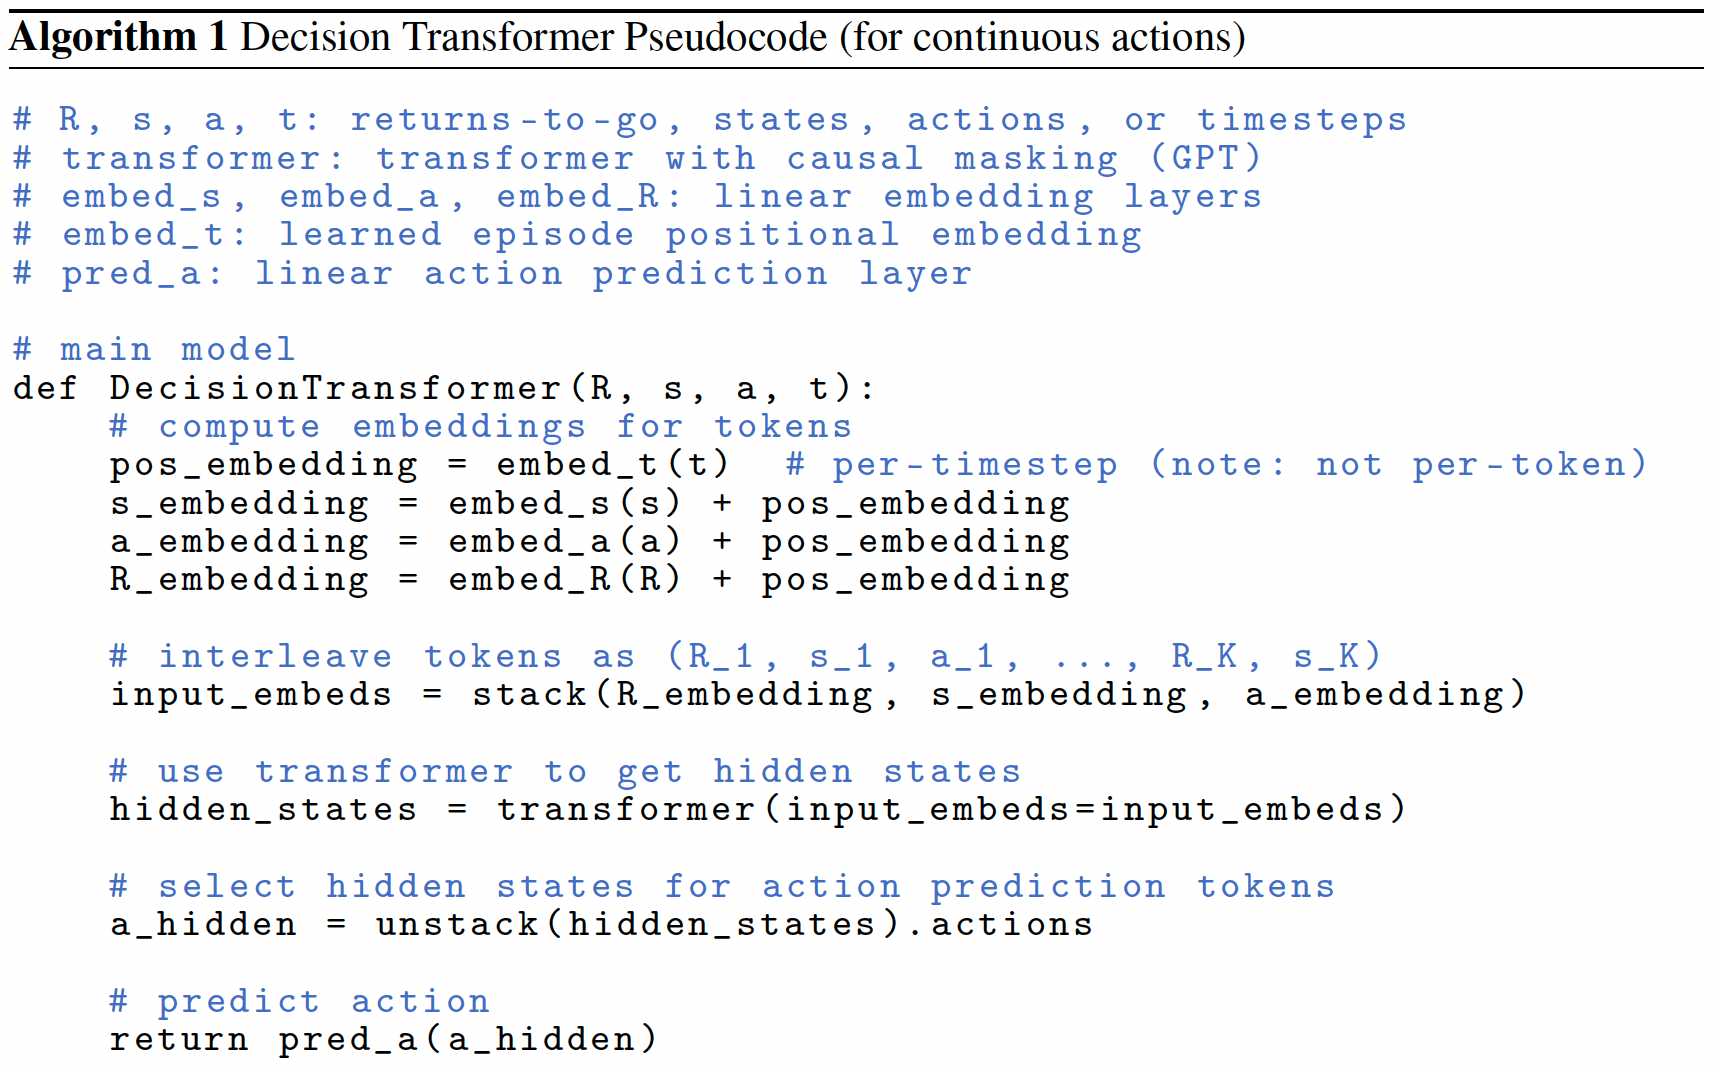 Algorithm 1 Decision Transformer Pseudocode (for continuous actions)
# R, s, a, t: returns-to-go, states, actions, or timesteps
# transformer: transformer with causal masking (GPT)
# embed_s, embed_a, embed_R: linear embedding layers
# embed_t: learned episode positional embedding
# pred_a: linear action prediction layer
# main model
def DecisionTransformer(R, s, a, t):
    # compute embeddings for tokens
    pos_embedding = embed_t(t)  # per-timestep (note: not per-token)
    s_embedding = embed_s(s) + pos_embedding
    a_embedding = embed_a(a) + pos_embedding
    R_embedding = embed_R(R) + pos_embedding
    # interleave tokens as (R_1, s_1, a_1, ..., R_K, s_K)
    input_embeds = stack(R_embedding, s_embedding, a_embedding)
    # use transformer to get hidden states
    hidden_states = transformer(input_embeds=input_embeds)
    # select hidden states for action prediction tokens
    a_hidden = unstack(hidden_states).actions
    # predict action
    return pred_a(a_hidden)